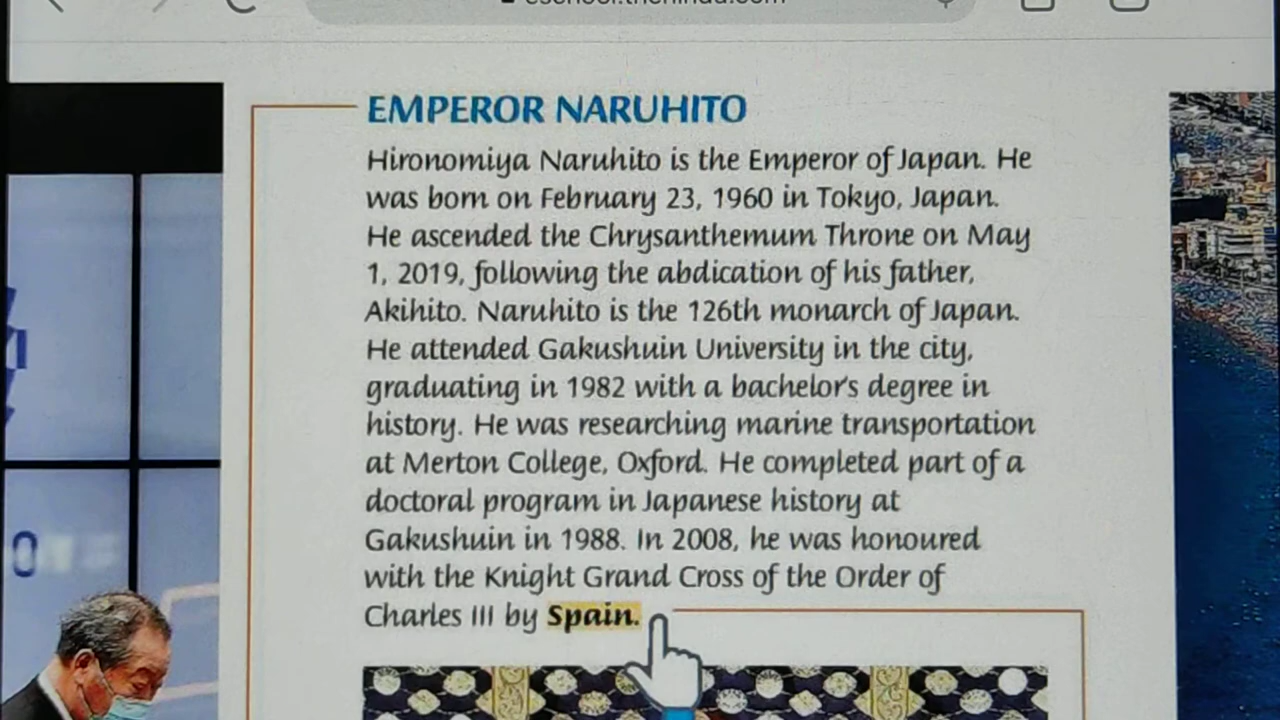 EMPEROR NARUHITO
Hironomiya Naruhito is the Emperor of Japan. He
was born on February 23, 1960 in Tokyo, Japan.
He ascended the Chrysanthemum Throne on May
1, 2019, following the abdication of his father,
Akihito. Naruhito is the 126th monarch of Japan.
He attended Gakushuin University in the city,
graduating in 1982 with a bachelor's degree in
history. He was researching marine transportation
at Merton College, Oxford. He completed part of a
doctoral program in Japanese history at
Gakushuin in 1988. In 2008, he was honoured
with the Knight Grand Cross of the Order of
Charles III by Spain.